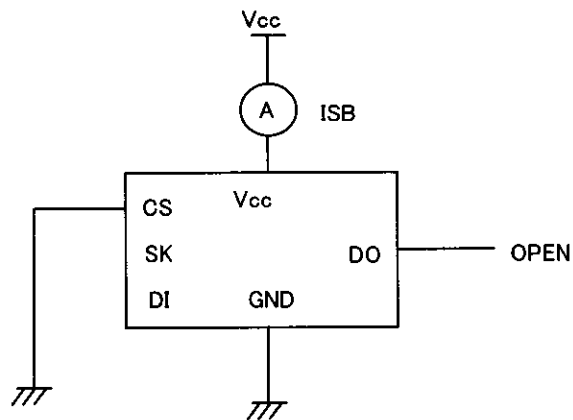 Vcc
A ISB
CS Vcc
SK DO OPEN
DI GND